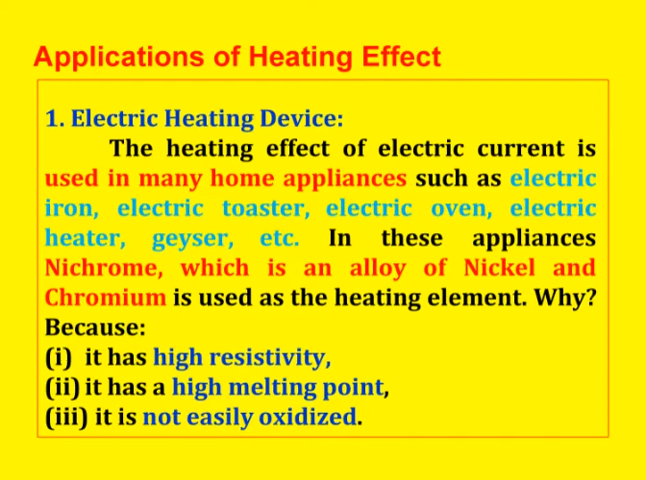 Applications of Heating Effect
1. Electric Heating Device:
The heating effect of electric current is
used in many home appliances such as electric
iron, electric toaster, electric oven, electric
heater, geyser, etc. In these appliances
Nichrome, which is an alloy of Nickel and
Chromium is used as the heating element. Why?
Because:
(i) it has high resistivity,
(ii) it has a high melting point,
(iii) it is not easily oxidized.